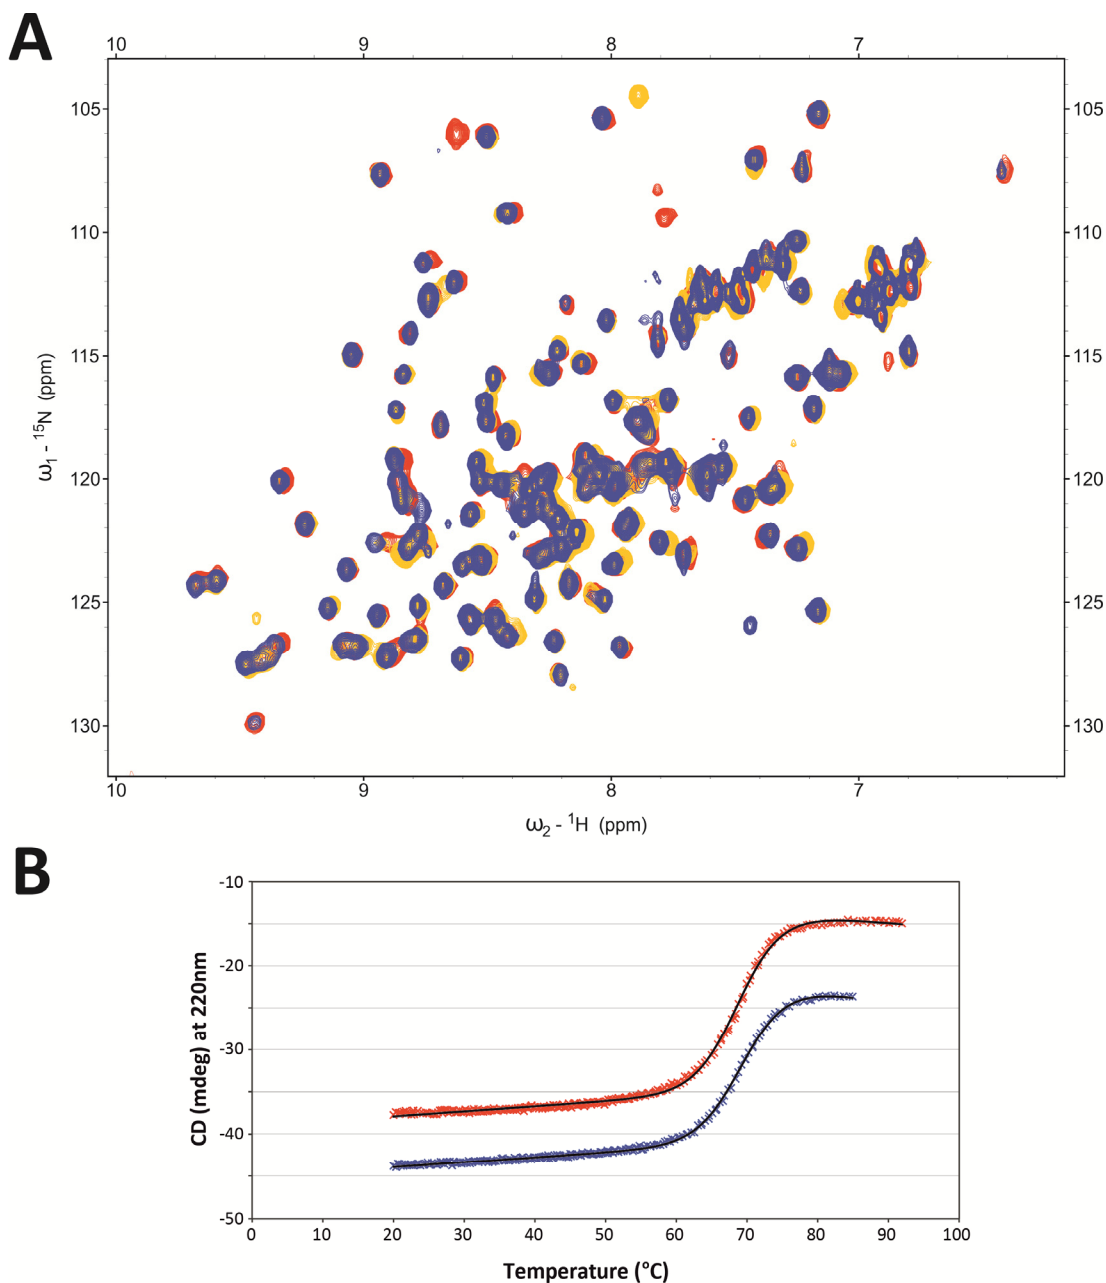 A
10 9 8 7
105 105
110 110
115 115
120 120
125 125
130 130
ω1 - 15N (ppm)
10 9 8 7
ω2 - 1H (ppm)
B
-10
-20
-30
-40
-50
CD (mdeg) at 220nm
0 10 20 30 40 50 60 70 80 90 100
Temperature (°C)